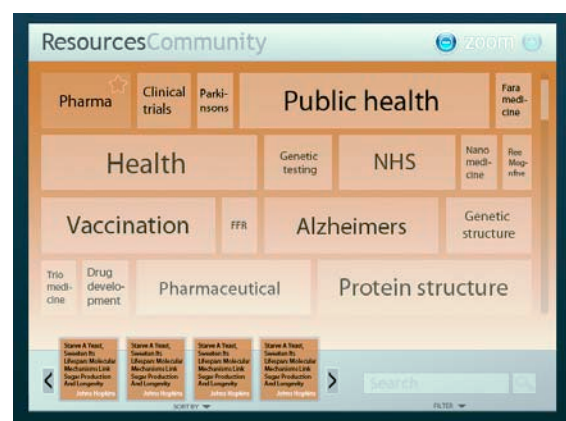 ResourcesCommunity
zoom
Pharma
Clinical
trials
Parki-
nsons
Public health
Fara
medi-
cine
Health
Genetic
testing
NHS
Nano
medi-
cine
Vaccination
FFR
Alzheimers
Genetic
structure
Trio
medi-
cine
Drug
develo-
pment
Pharmaceutical
Protein structure
Starve A Yeast,
Sweeten Its
Lifespan: Molecular
Mechanisms Link
Sugar Production
And Longevity
Johns Hopkins
Starve A Yeast,
Sweeten Its
Lifespan: Molecular
Mechanisms Link
Sugar Production
And Longevity
Johns Hopkins
Starve A Yeast,
Sweeten Its
Lifespan: Molecular
Mechanisms Link
Sugar Production
And Longevity
Johns Hopkins
Starve A Yeast,
Sweeten Its
Lifespan: Molecular
Mechanisms Link
Sugar Production
And Longevity
Johns Hopkins
Search
SORT BY
FILTER